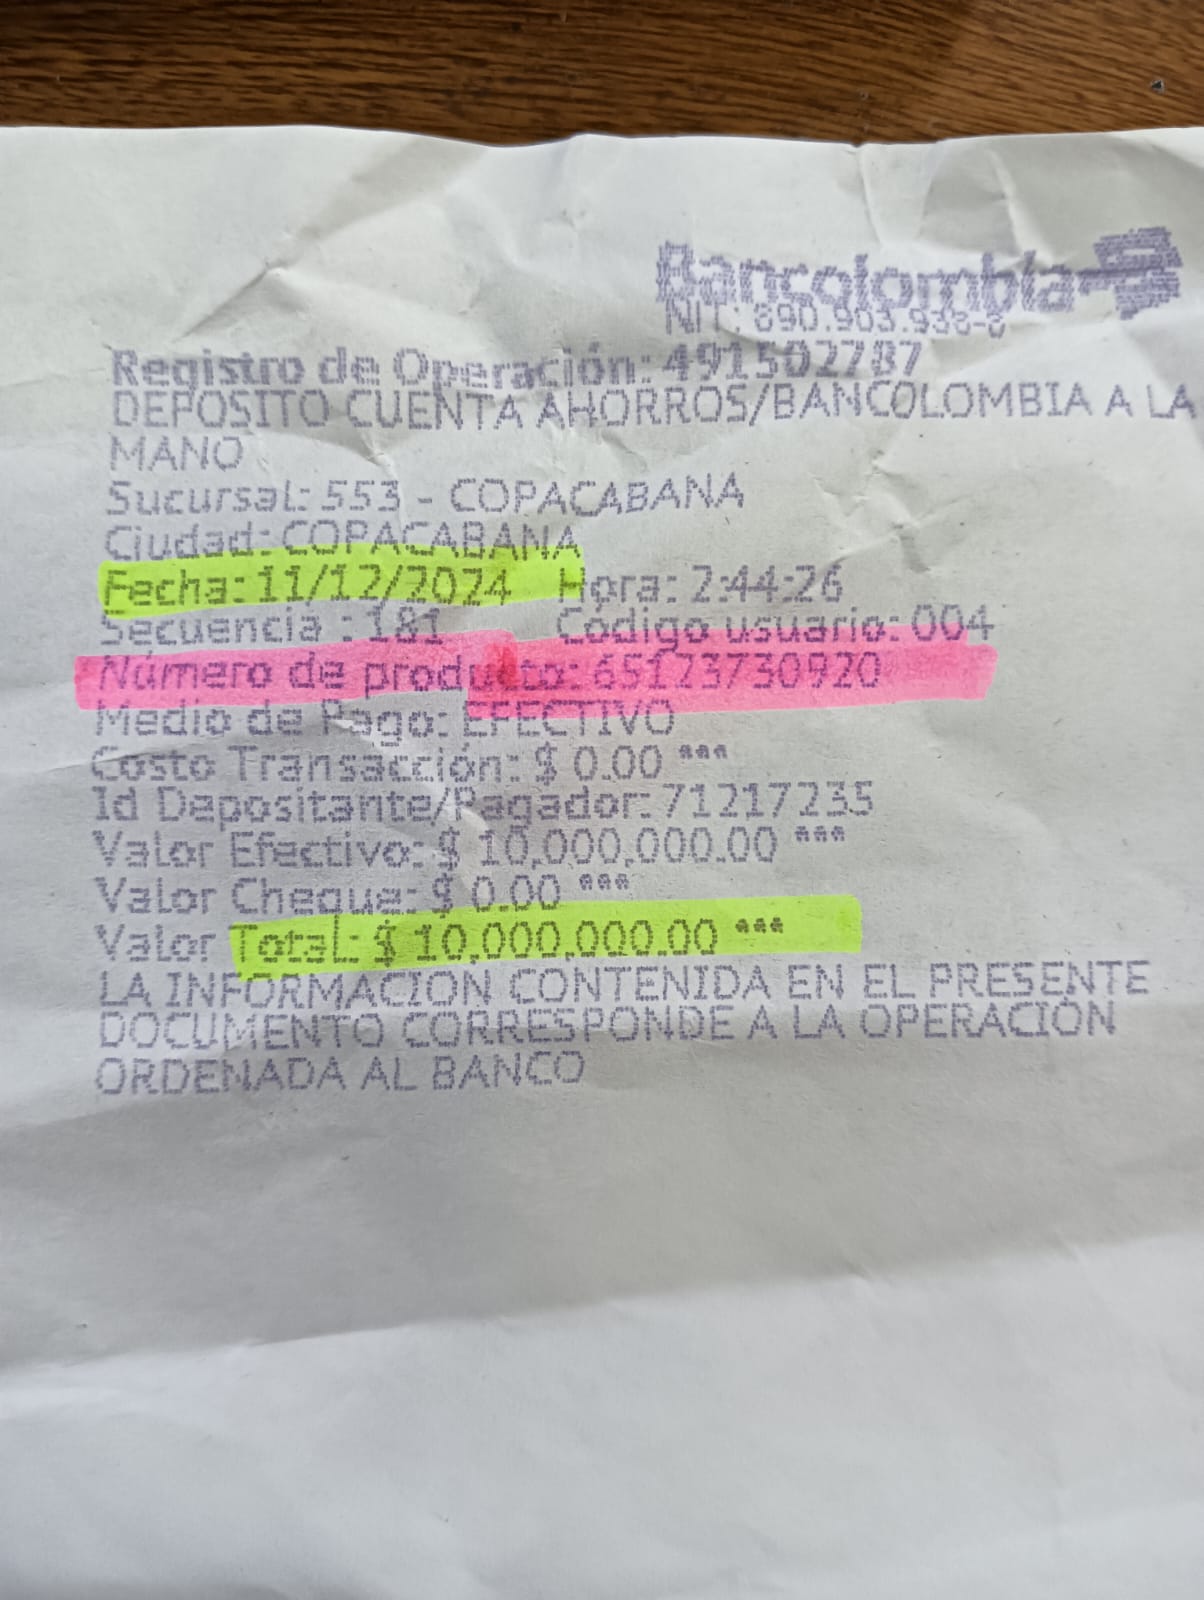 Bancolombia
NIT: 890.903.938-8
Registro de Operación: 491502787
DEPOSITO CUENTA AHORROS/BANCOLOMBIA A LA
MANO
Sucursal: 553 - COPACABANA
Ciudad: COPACABANA
Fecha: 11/12/2024 Hora: 2:44:26
Secuencia : 181 Código usuario: 004
Número de producto: 65123730920
Medio de Pago: EFECTIVO
Costo Transacción: $ 0.00 ***
Id Depositante/Pagador: 71217235
Valor Efectivo: $ 10,000,000.00 ***
Valor Cheque: $ 0.00 ***
Valor Total: $ 10,000,000.00 ***
LA INFORMACION CONTENIDA EN EL PRESENTE
DOCUMENTO CORRESPONDE A LA OPERACIÓN
ORDENADA AL BANCO